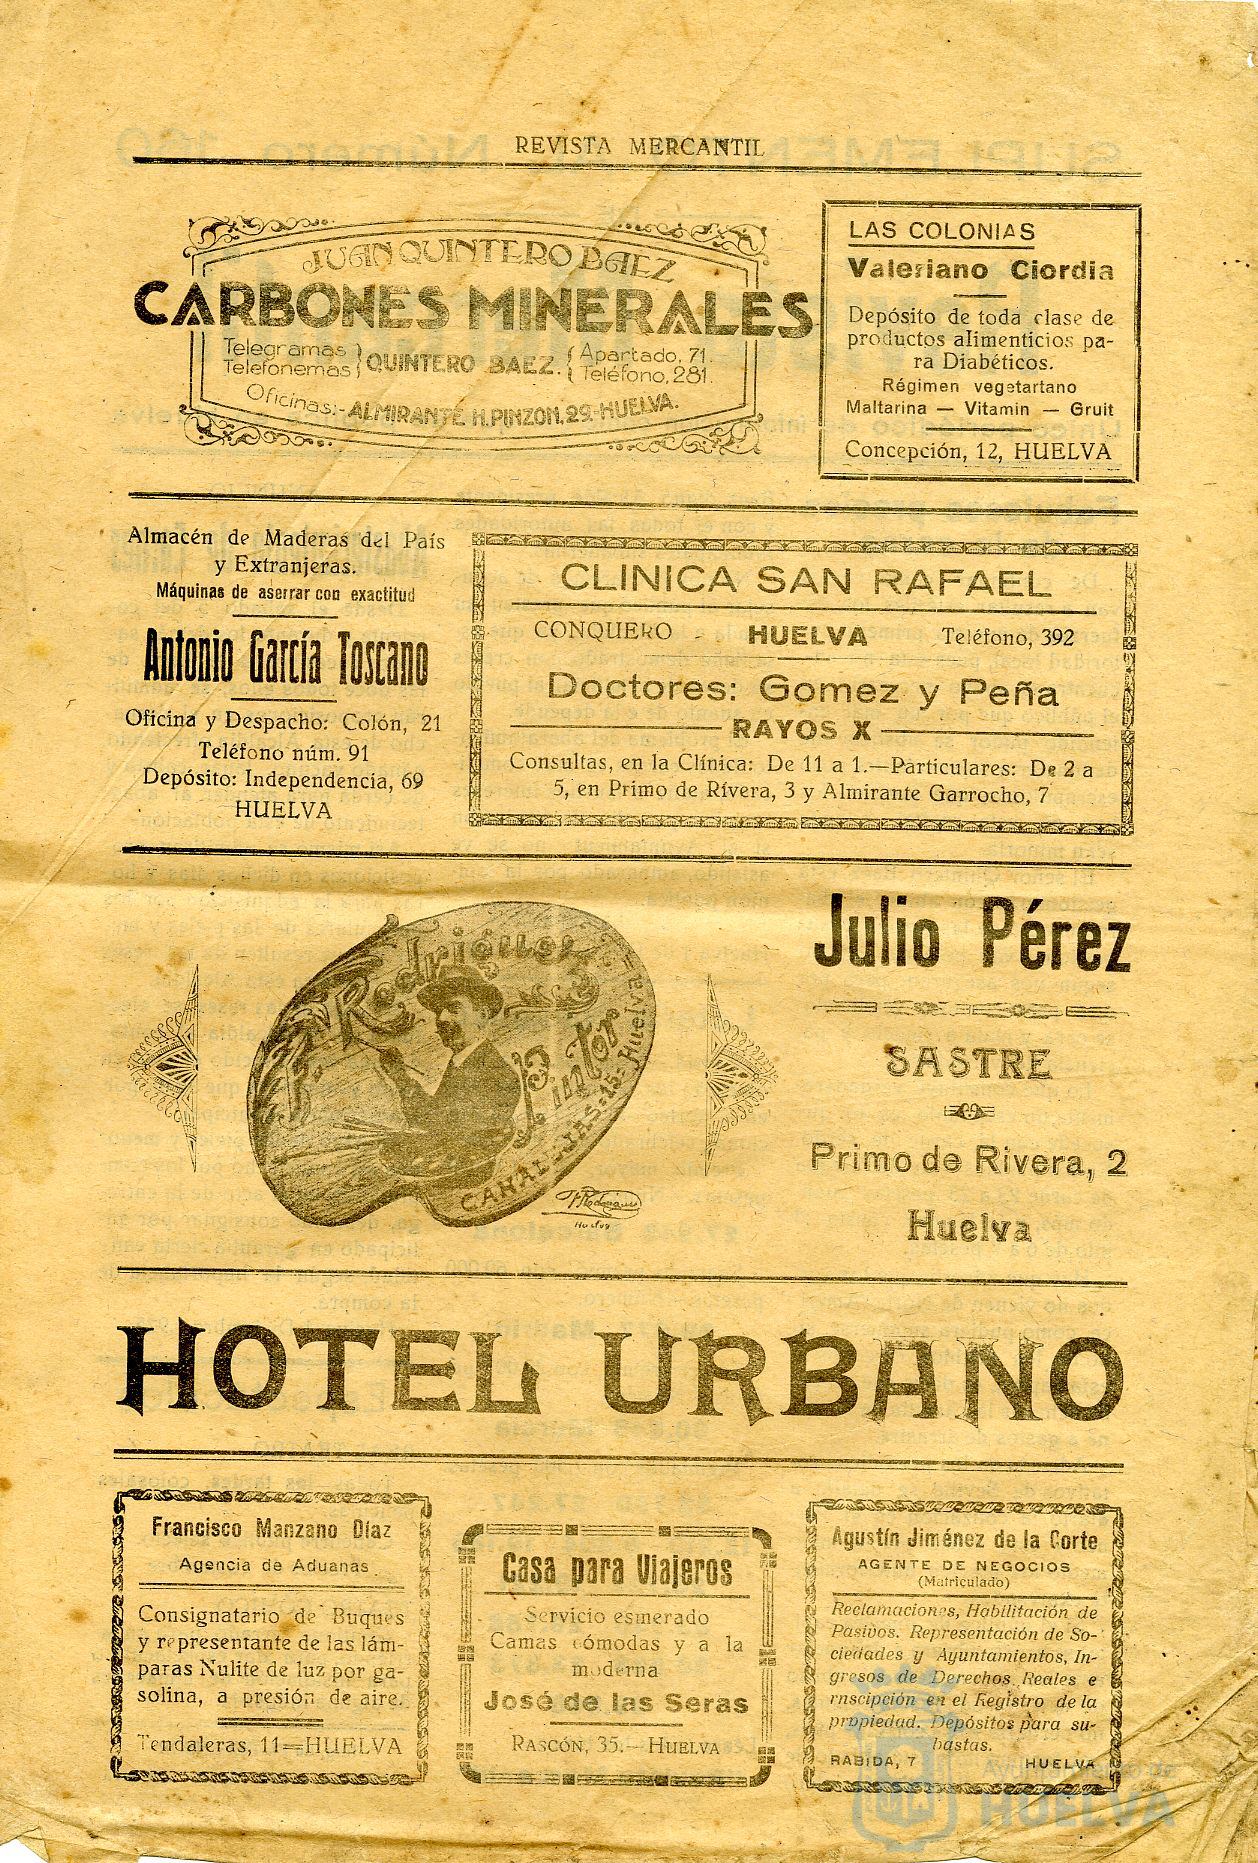 REVISTA MERCANTIL
JUAN QUINTERO BAEZ
CARBONES MINERALES
Telegramas
Telefonemas
QUINTERO BAEZ.
Apartado, 71.
Teléfono, 281.
Oficinas:- ALMIRANTE H. PINZON, 29.-HUELVA.
LAS COLONIAS
Valeriano Ciordia
Depósito de toda clase de
productos alimenticios pa-
ra Diabéticos.
Régimen vegetartano
Maltarina — Vitamin — Gruit
Concepción, 12, HUELVA
Almacén de Maderas del País
y Extranjeras.
Máquinas de aserrar con exactitud
Antonio García Toscano
Oficina y Despacho: Colón, 21
Teléfono núm. 91
Depósito: Independencia, 69
HUELVA
CLINICA SAN RAFAEL
CONQUERO - HUELVA Teléfono, 392
Doctores: Gomez y Peña
RAYOS X
Consultas, en la Clínica: De 11 a 1.—Particulares: De 2 a
5, en Primo de Rívera, 3 y Almirante Garrocho, 7
Rodríguez
Pintor
CANALEJAS=15=Huelva
Huelva
Julio Pérez
SASTRE
Primo de Rivera, 2
Huelva
HOTEL URBANO
Francisco Manzano Díaz
Agencia de Aduanas
Consignatario de Buques
y representante de las lám-
paras Nulite de luz por ga-
solina, a presión de aire.
Tendaleras, 11=HUELVA
Casa para Viajeros
Servicio esmerado
Camas cómodas y a la
moderna
José de las Seras
RASCÓN, 35.—HUELVA
Agustín Jiménez de la Corte
AGENTE DE NEGOCIOS
(Matriculado)
Reclamaciones, Habilitación de
Pasivos. Representación de So-
ciedades y Ayuntamientos, In-
gresos de Derechos Reales e
rnscipción en el Registro de la
propiedad. Depósitos para su-
bastas.
RABIDA, 7 HUELVA
HUELVA